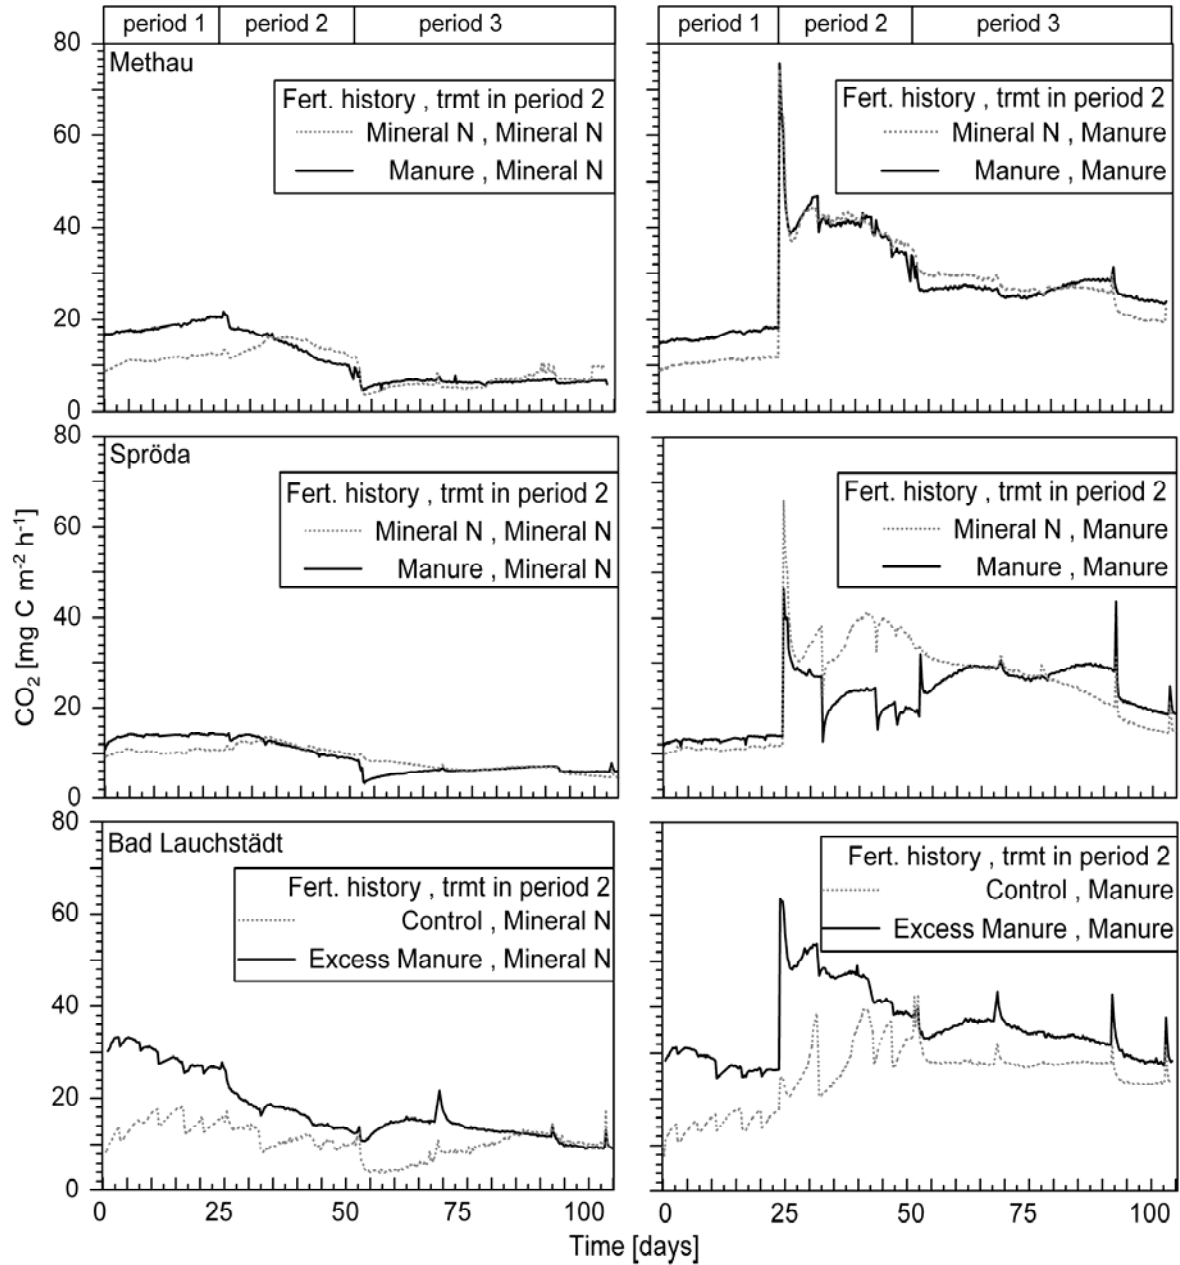 period 1 period 2 period 3 period 1 period 2 period 3
80
Methau
Fert. history , trmt in period 2
Mineral N , Mineral N
Manure , Mineral N
Fert. history , trmt in period 2
Mineral N , Manure
Manure , Manure
60
40
20
0
80
Spröda
Fert. history , trmt in period 2
Mineral N , Mineral N
Manure , Mineral N
Fert. history , trmt in period 2
Mineral N , Manure
Manure , Manure
60
40
20
0
CO₂ [mg C m⁻² h⁻¹]
80
Bad Lauchstädt
Fert. history , trmt in period 2
Control , Mineral N
Excess Manure , Mineral N
Fert. history , trmt in period 2
Control , Manure
Excess Manure , Manure
60
40
20
0
0 25 50 75 100 0 25 50 75 100
Time [days]